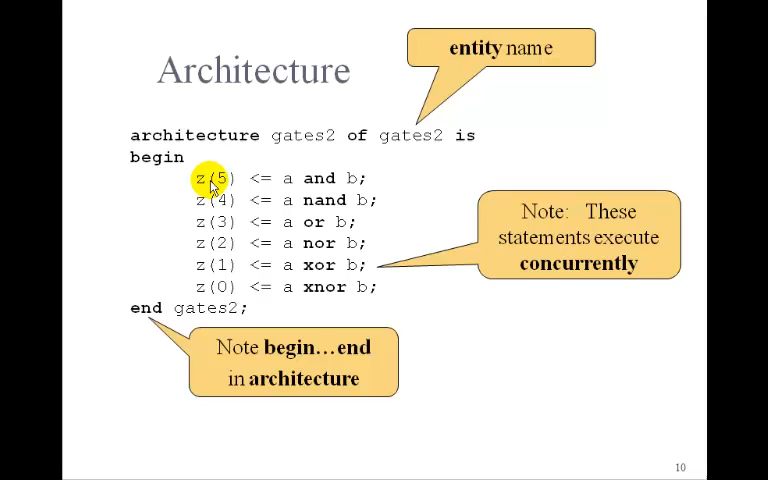 entity name
Architecture
architecture gates2 of gates2 is
begin
z(5) <= a and b;
z(4) <= a nand b;
z(3) <= a or b;
z(2) <= a nor b;
z(1) <= a xor b;
z(0) <= a xnor b;
end gates2;
Note: These
statements execute
concurrently
Note begin...end
in architecture
10